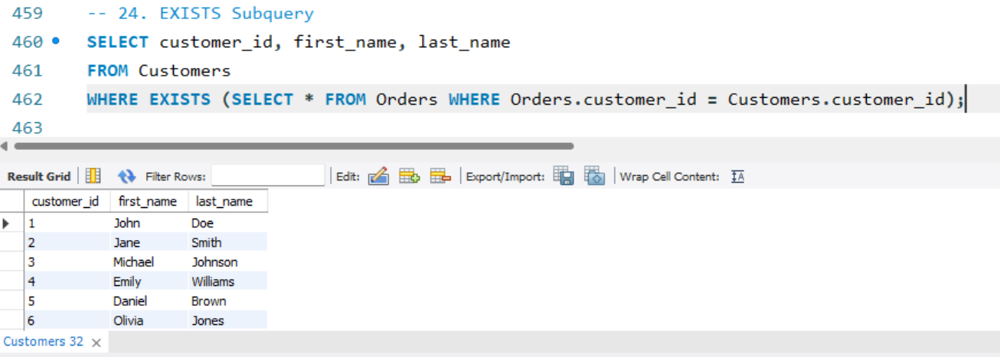 459 -- 24. EXISTS Subquery
460 SELECT customer_id, first_name, last_name
461 FROM Customers
462 WHERE EXISTS (SELECT * FROM Orders WHERE Orders.customer_id = Customers.customer_id);
463
Result Grid Filter Rows: Edit: Export/Import: Wrap Cell Content: IA
customer_id first_name last_name
1 John Doe
2 Jane Smith
3 Michael Johnson
4 Emily Williams
5 Daniel Brown
6 Olivia Jones
Customers 32 ×